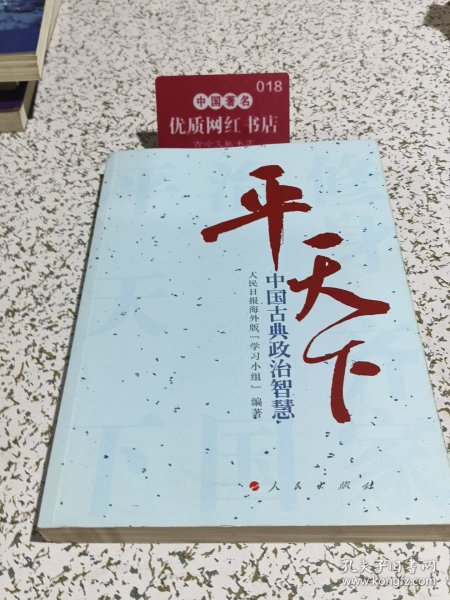 018
中国著名
优质网红书店
平天下
中国古典政治智慧
人民日报海外版「学习小组」 编著
人民出版社
孔夫子旧书网
kongfz.com